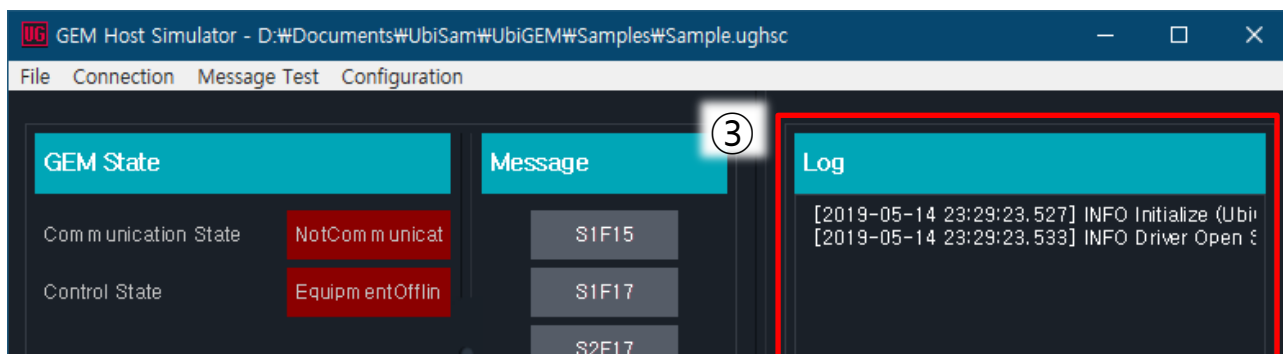 UG GEM Host Simulator - D:₩Documents₩UbiSam₩UbiGEM₩Samples₩Sample.ughsc
File Connection Message Test Configuration
③
GEM State
Message
Log
Communication State
NotCommunicat
S1F15
[2019-05-14 23:29:23.527] INFO Initialize
[2019-05-14 23:29:23.533] INFO Driver Open
Control State
EquipmentOfflin
S1F17
S2F17